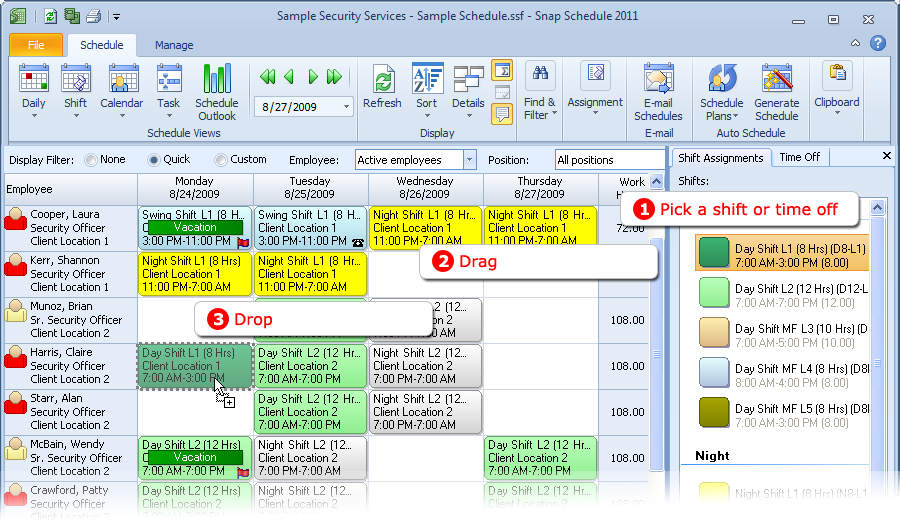 Sample Security Services - Sample Schedule.ssf - Snap Schedule 2011
File
Schedule
Manage
Daily
Shift
Calendar
Task
Schedule Outlook
8/27/2009
Refresh
Sort
Details
Find & Filter
Assignment
E-mail Schedules
Schedule Plans
Generate Schedule
Clipboard
Schedule Views
Display
E-mail
Auto Schedule
Display Filter:
None
Quick
Custom
Employee:
Active employees
Position:
All positions
Shift Assignments
Time Off
Employee
Monday
8/24/2009
Tuesday
8/25/2009
Wednesday
8/26/2009
Thursday
8/27/2009
Work
Shifts:
1 Pick a shift or time off
2 Drag
3 Drop
Cooper, Laura
Security Officer
Client Location 1
Swing Shift L1 (8 H...
Vacation
3:00 PM-11:00 PM
Swing Shift L1 (8 H...
Client Location 1
3:00 PM-11:00 PM
Night Shift L1 (8 H...
Client Location 1
11:00 PM-7:00 AM
Night Shift L1 (8 H...
Client Location 1
11:00 PM-7:00 AM
72.00
Kerr, Shannon
Security Officer
Client Location 1
Night Shift L1 (8 Hrs)
Client Location 1
11:00 PM-7:00 AM
Night Shift L1 (8 Hrs)
Client Location 1
11:00 PM-7:00 AM
Munoz, Brian
Sr. Security Officer
Client Location 2
L2 (12...
7:00 AM-7:00 PM
7:00 PM-7:00 AM
108.00
Harris, Claire
Security Officer
Client Location 2
Day Shift L1 (8 Hrs)
Client Location 1
7:00 AM-3:00 PM
Day Shift L2 (12 Hr...
Client Location 2
7:00 AM-7:00 PM
Night Shift L2 (12...
Client Location 2
7:00 PM-7:00 AM
108.00
Starr, Alan
Security Officer
Client Location 2
Day Shift L2 (12 Hr...
Client Location 2
7:00 AM-7:00 PM
Night Shift L2 (12...
Client Location 2
7:00 PM-7:00 AM
108.00
McBain, Wendy
Sr. Security Officer
Client Location 2
Day Shift L2 (12 Hrs)
Vacation
7:00 AM-7:00 PM
Night Shift L2 (12...
Client Location 2
7:00 PM-7:00 AM
Day Shift L2 (12 Hr...
Client Location 2
7:00 AM-7:00 PM
108.00
Crawford, Patty
Security Officer
Client Location 2
Day Shift L2 (12 Hrs)
Client Location 2
Night Shift L2 (12...
Client Location 2
Day Shift L2 (12 Hr...
Client Location 2
108.00
Day Shift L1 (8 Hrs) (D8-L1)
7:00 AM-3:00 PM (8.00)
Day Shift L2 (12 Hrs) (D12-L
7:00 AM-7:00 PM (12.00)
Day Shift MF L3 (10 Hrs) (D
7:00 AM-5:00 PM (10.00)
Day Shift MF L4 (8 Hrs) (D8l
8:00 AM-4:00 PM (8.00)
Day Shift MF L5 (8 Hrs) (D8l
Night
Night Shift L1 (8 Hrs) (N8-L1